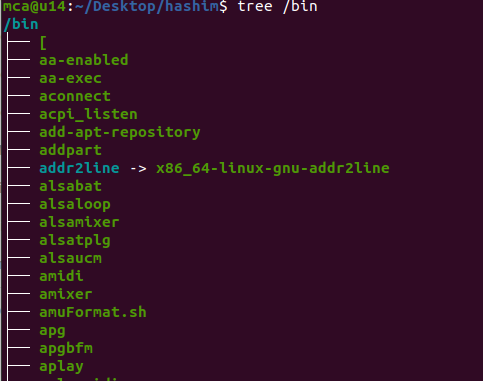 mca@u14:~/Desktop/hashim$ tree /bin
/bin
├── [
├── aa-enabled
├── aa-exec
├── aconnect
├── acpi_listen
├── add-apt-repository
├── addpart
├── addr2line -> x86_64-linux-gnu-addr2line
├── alsabat
├── alsaloop
├── alsamixer
├── alsatplg
├── alsaucm
├── amidi
├── amixer
├── amuFormat.sh
├── apg
├── apgbfm
├── aplay